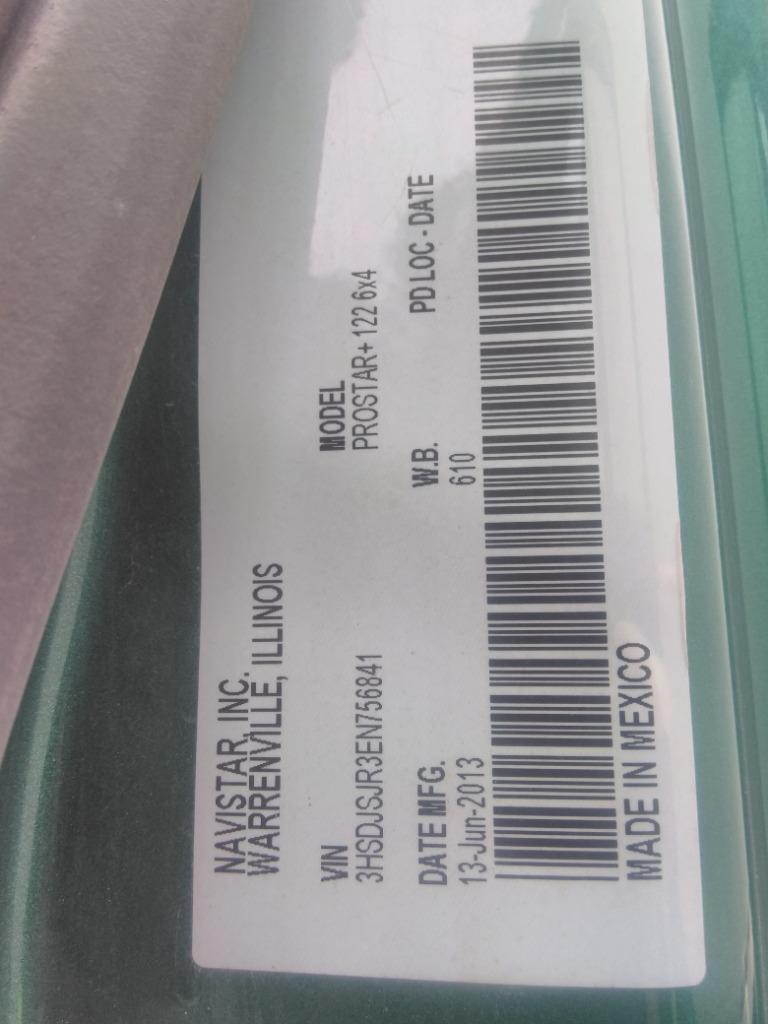 NAVISTAR, INC.
WARRENVILLE, ILLINOIS
VIN
3HSDJSJR3EN756841
MODEL
PROSTAR+ 122 6x4
DATE MFG.
13-Jun-2013
W.B.
610
PD LOC - DATE
MADE IN MEXICO